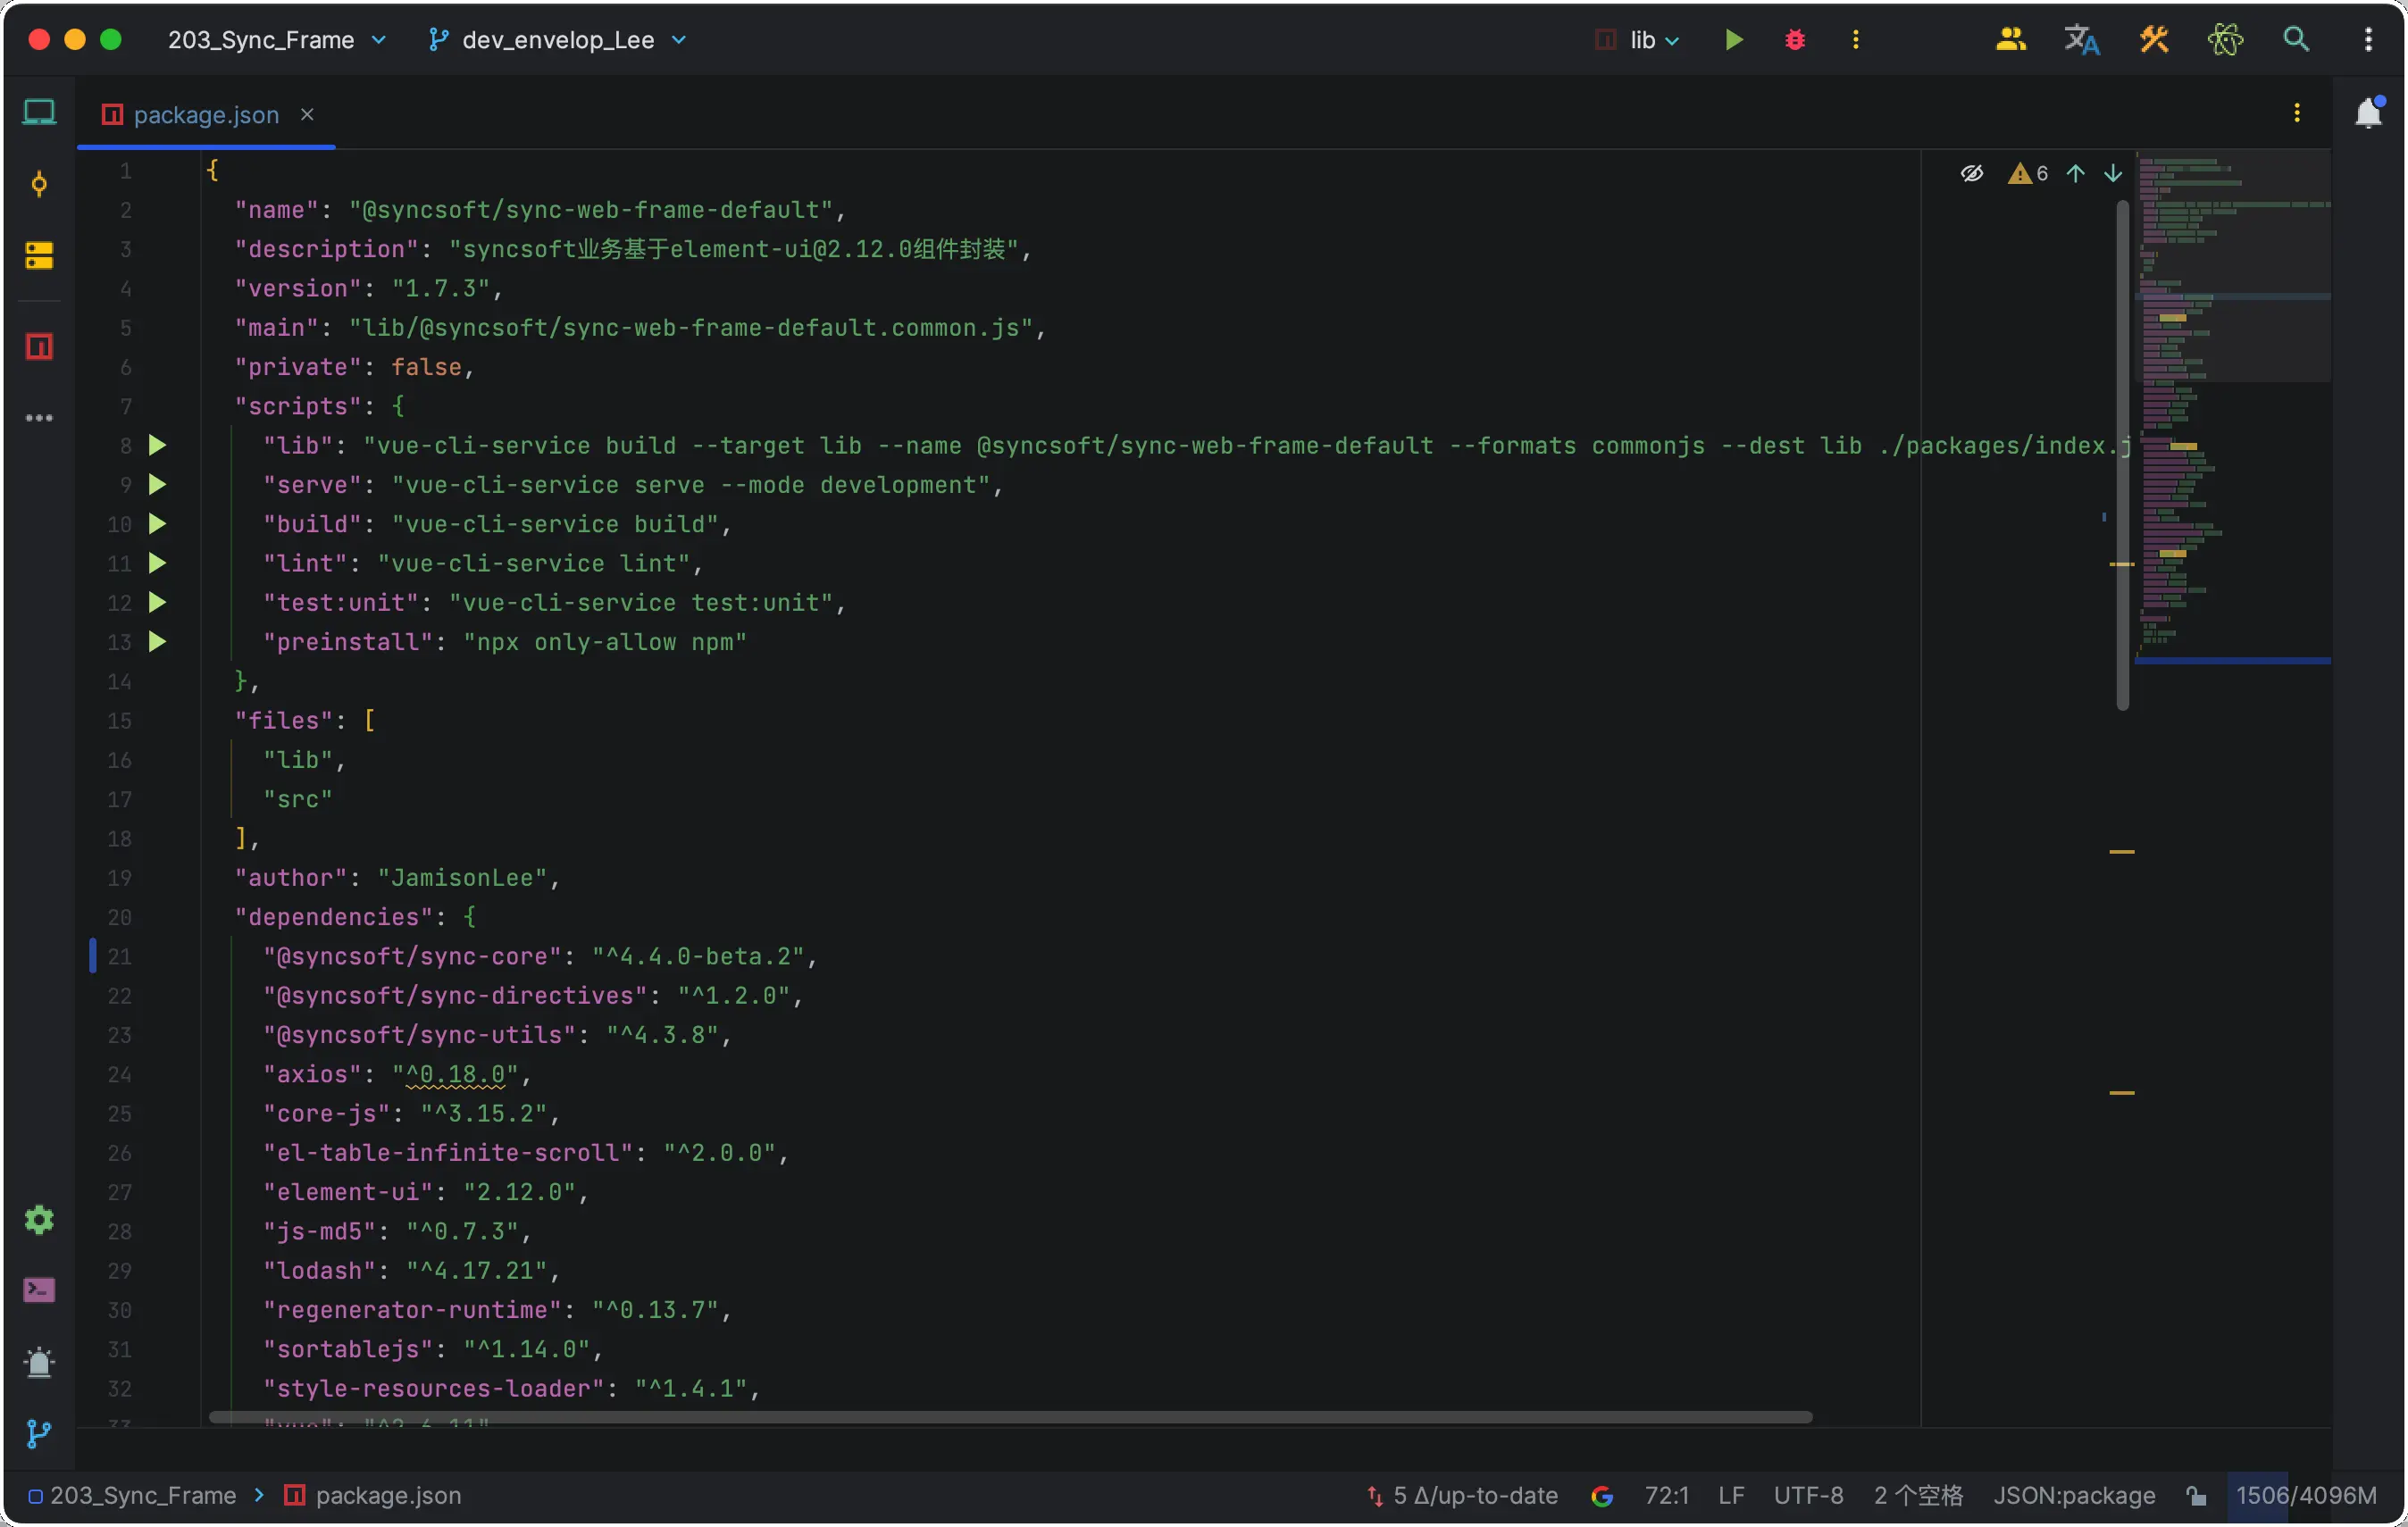 203_Sync_Frame dev_envelop_Lee lib
package.json
6
1 {
2 "name": "@syncsoft/sync-web-frame-default",
3 "description": "syncsoft业务基于element-ui@2.12.0组件封装",
4 "version": "1.7.3",
5 "main": "lib/@syncsoft/sync-web-frame-default.common.js",
6 "private": false,
7 "scripts": {
8 "lib": "vue-cli-service build --target lib --name @syncsoft/sync-web-frame-default --formats commonjs --dest lib ./packages/index.j
9 "serve": "vue-cli-service serve --mode development",
10 "build": "vue-cli-service build",
11 "lint": "vue-cli-service lint",
12 "test:unit": "vue-cli-service test:unit",
13 "preinstall": "npx only-allow npm"
14 },
15 "files": [
16 "lib",
17 "src"
18 ],
19 "author": "JamisonLee",
20 "dependencies": {
21 "@syncsoft/sync-core": "^4.4.0-beta.2",
22 "@syncsoft/sync-directives": "^1.2.0",
23 "@syncsoft/sync-utils": "^4.3.8",
24 "axios": "^0.18.0",
25 "core-js": "^3.15.2",
26 "el-table-infinite-scroll": "^2.0.0",
27 "element-ui": "2.12.0",
28 "js-md5": "^0.7.3",
29 "lodash": "^4.17.21",
30 "regenerator-runtime": "^0.13.7",
31 "sortablejs": "^1.14.0",
32 "style-resources-loader": "^1.4.1",
203_Sync_Frame > package.json 5 Δ/up-to-date 72:1 LF UTF-8 2 个空格 JSON:package 1506/4096M